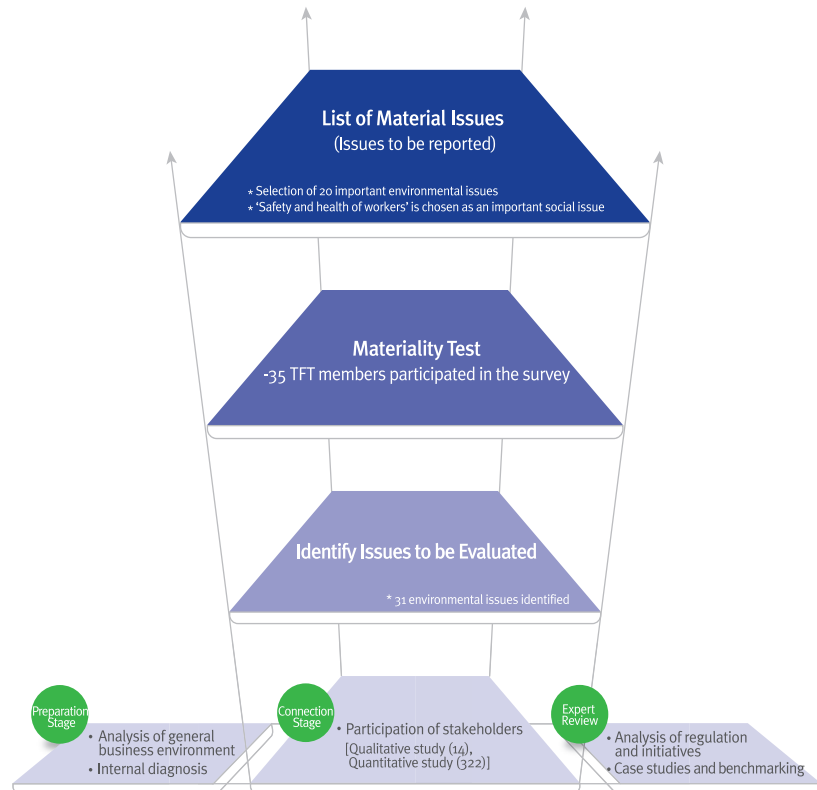 List of Material Issues
(Issues to be reported)
* Selection of 20 important environmental issues
* ‘Safety and health of workers’ is chosen as an important social issue
Materiality Test
-35 TFT members participated in the survey
Identify Issues to be Evaluated
* 31 environmental issues identified
Preparation
Stage
• Analysis of general
business environment
• Internal diagnosis
Connection
Stage
• Participation of stakeholders
[Qualitative study (14),
Quantitative study (322)]
Expert
Review
• Analysis of regulation
and initiatives
• Case studies and benchmarking